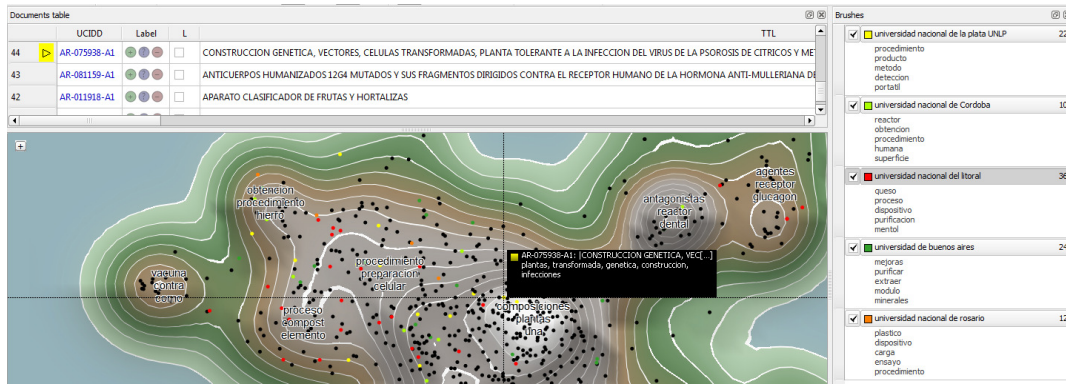 Documents table
UCIDD Label L TTL
44 AR-075938-A1 CONSTRUCCION GENETICA, VECTORES, CELULAS TRANSFORMADAS, PLANTA TOLERANTE A LA INFECCION DEL VIRUS DE LA PSOROSIS DE CITRICOS Y MET
43 AR-081159-A1 ANTICUERPOS HUMANIZADOS 12G4 MUTADOS Y SUS FRAGMENTOS DIRIGIDOS CONTRA EL RECEPTOR HUMANO DE LA HORMONA ANTI-MULLERIANA DE
42 AR-011918-A1 APARATO CLASIFICADOR DE FRUTAS Y HORTALIZAS
obtencion
procedimiento
hierro
agentes
receptor
glucagon
antagonistas
reactor
dental
procedimiento
preparacion
celular
AR-075938-A1: [CONSTRUCCION GENETICA, VEC[...]
plantas, transformada, genetica, construccion,
infecciones
vacuna
contra
como
proceso
compost
elemento
composiciones
plantas
una
Brushes
universidad nacional de la plata UNLP 22
procedimiento
producto
metodo
deteccion
portatil
universidad nacional de Cordoba 10
reactor
obtencion
procedimiento
humana
superficie
universidad nacional del litoral 36
queso
proceso
dispositivo
purificacion
mentol
universidad de buenos aires 24
mejoras
purificar
extraer
modulo
minerales
universidad nacional de rosario 12
plastico
dispositivo
carga
ensayo
procedimiento